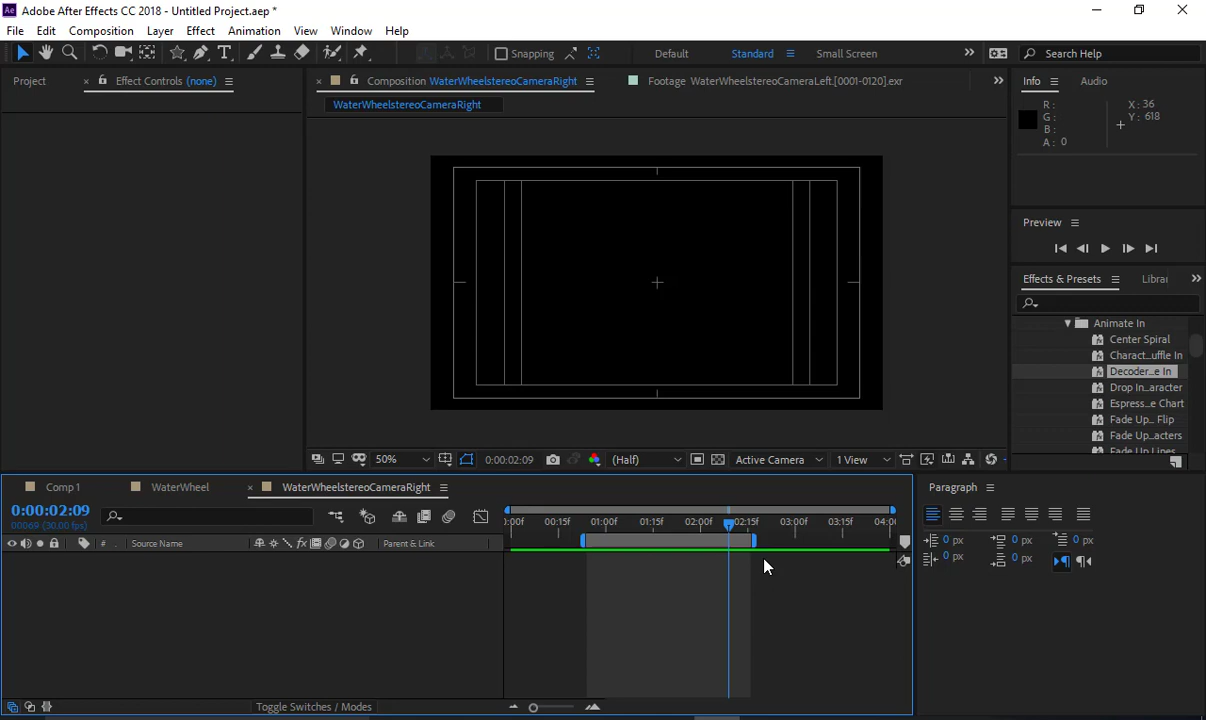 Adobe After Effects CC 2018 - Untitled Project.aep *
File Edit Composition Layer Effect Animation View Window Help
Snapping Default Standard Small Screen Search Help
Project Effect Controls (none) Composition WaterWheelstereoCameraRight Footage WaterWheelstereoCameraLeft.[0001-0120].exr Info Audio
WaterWheelstereoCameraRight
R: X: 36
G: Y: 618
B:
A: 0
Preview
Effects & Presets Librai
Animate In
Center Spiral
Charact...uffle In
Decoder...e In
Drop In...aracter
Espress...e Chart
Fade Up... Flip
Fade Up...acters
Fade Up Lines
50% 0:00:02:09 (Half) Active Camera 1 View
Comp 1 WaterWheel WaterWheelstereoCameraRight Paragraph
0:00:02:09
00069 (30.00 fps)
:00f 00:15f 01:00f 01:15f 02:00f 02:15f 03:00f 03:15f 04:0
# Source Name Parent & Link
0 px 0 px 0 px
0 px 0 px
Toggle Switches / Modes